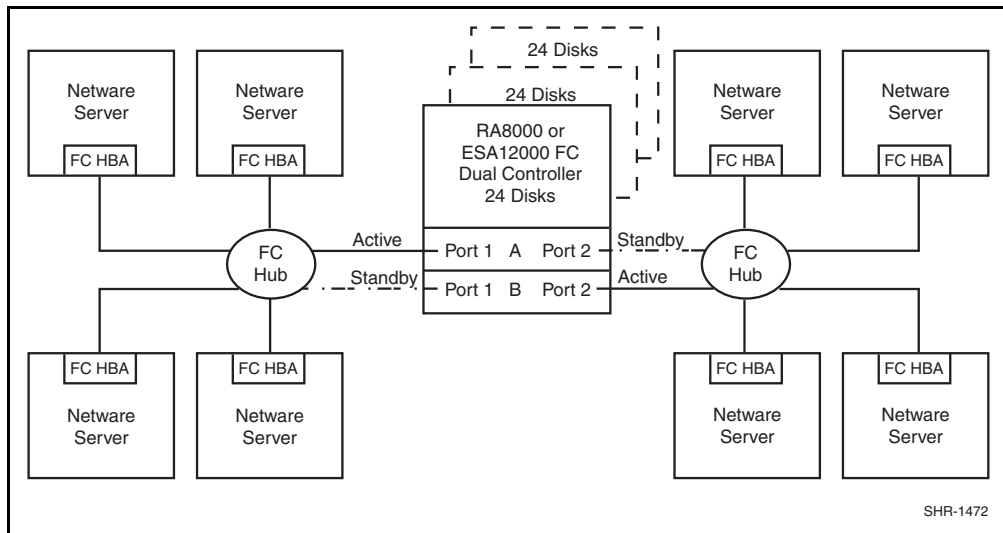 24 Disks
24 Disks
Netware
Server
FC HBA
Netware
Server
FC HBA
RA8000 or
ESA12000 FC
Dual Controller
24 Disks
Netware
Server
FC HBA
Netware
Server
FC HBA
FC
Hub
Active
Port 1 A Port 2
Standby
Standby
Port 1 B Port 2
Active
FC
Hub
FC HBA
Netware
Server
FC HBA
Netware
Server
FC HBA
Netware
Server
FC HBA
Netware
Server
SHR-1472